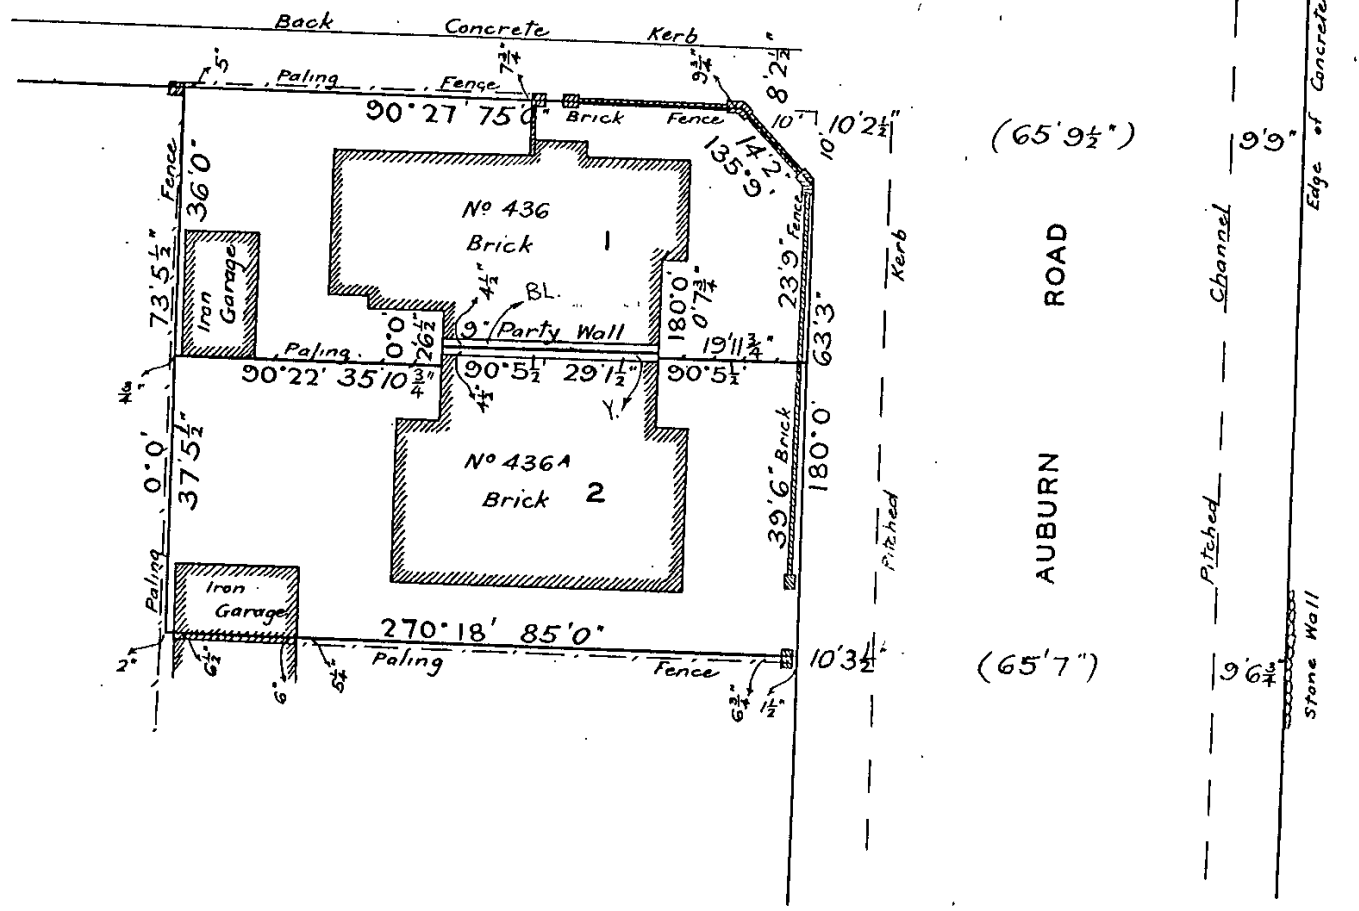 Back Concrete Kerb
8'2½"
5"
Paling Fence
7¾"
9¾"
90°27' 75'0"
Brick Fence
10'
10'2½"
10'
14'2"
135°9'
(65'9½")
9'9"
Edge of Concrete
Fence
36'0"
73'5½"
Iron Garage
Nº 436
Brick 1
23'9"
Fence
Kerb
ROAD
Channel
4½"
BL.
180°0'
0'7¾"
0°0'
2'6½"
9" Party Wall
19'11¾"
63'3"
Paling
90°22' 35'10¾"
90°5½' 29'1½"
90°5½'
¾"
4½"
Y.
0°0'
37'5½"
Nº 436A
Brick 2
39'6"
Brick
180°0'
Pitched
AUBURN
Pitched
Paling
Iron
Garage
270°18' 85'0"
Paling Fence
10'3½"
(65'7")
9'6¾"
Stone Wall
2"
6½"
6"
5¼"
6¾"
1½"